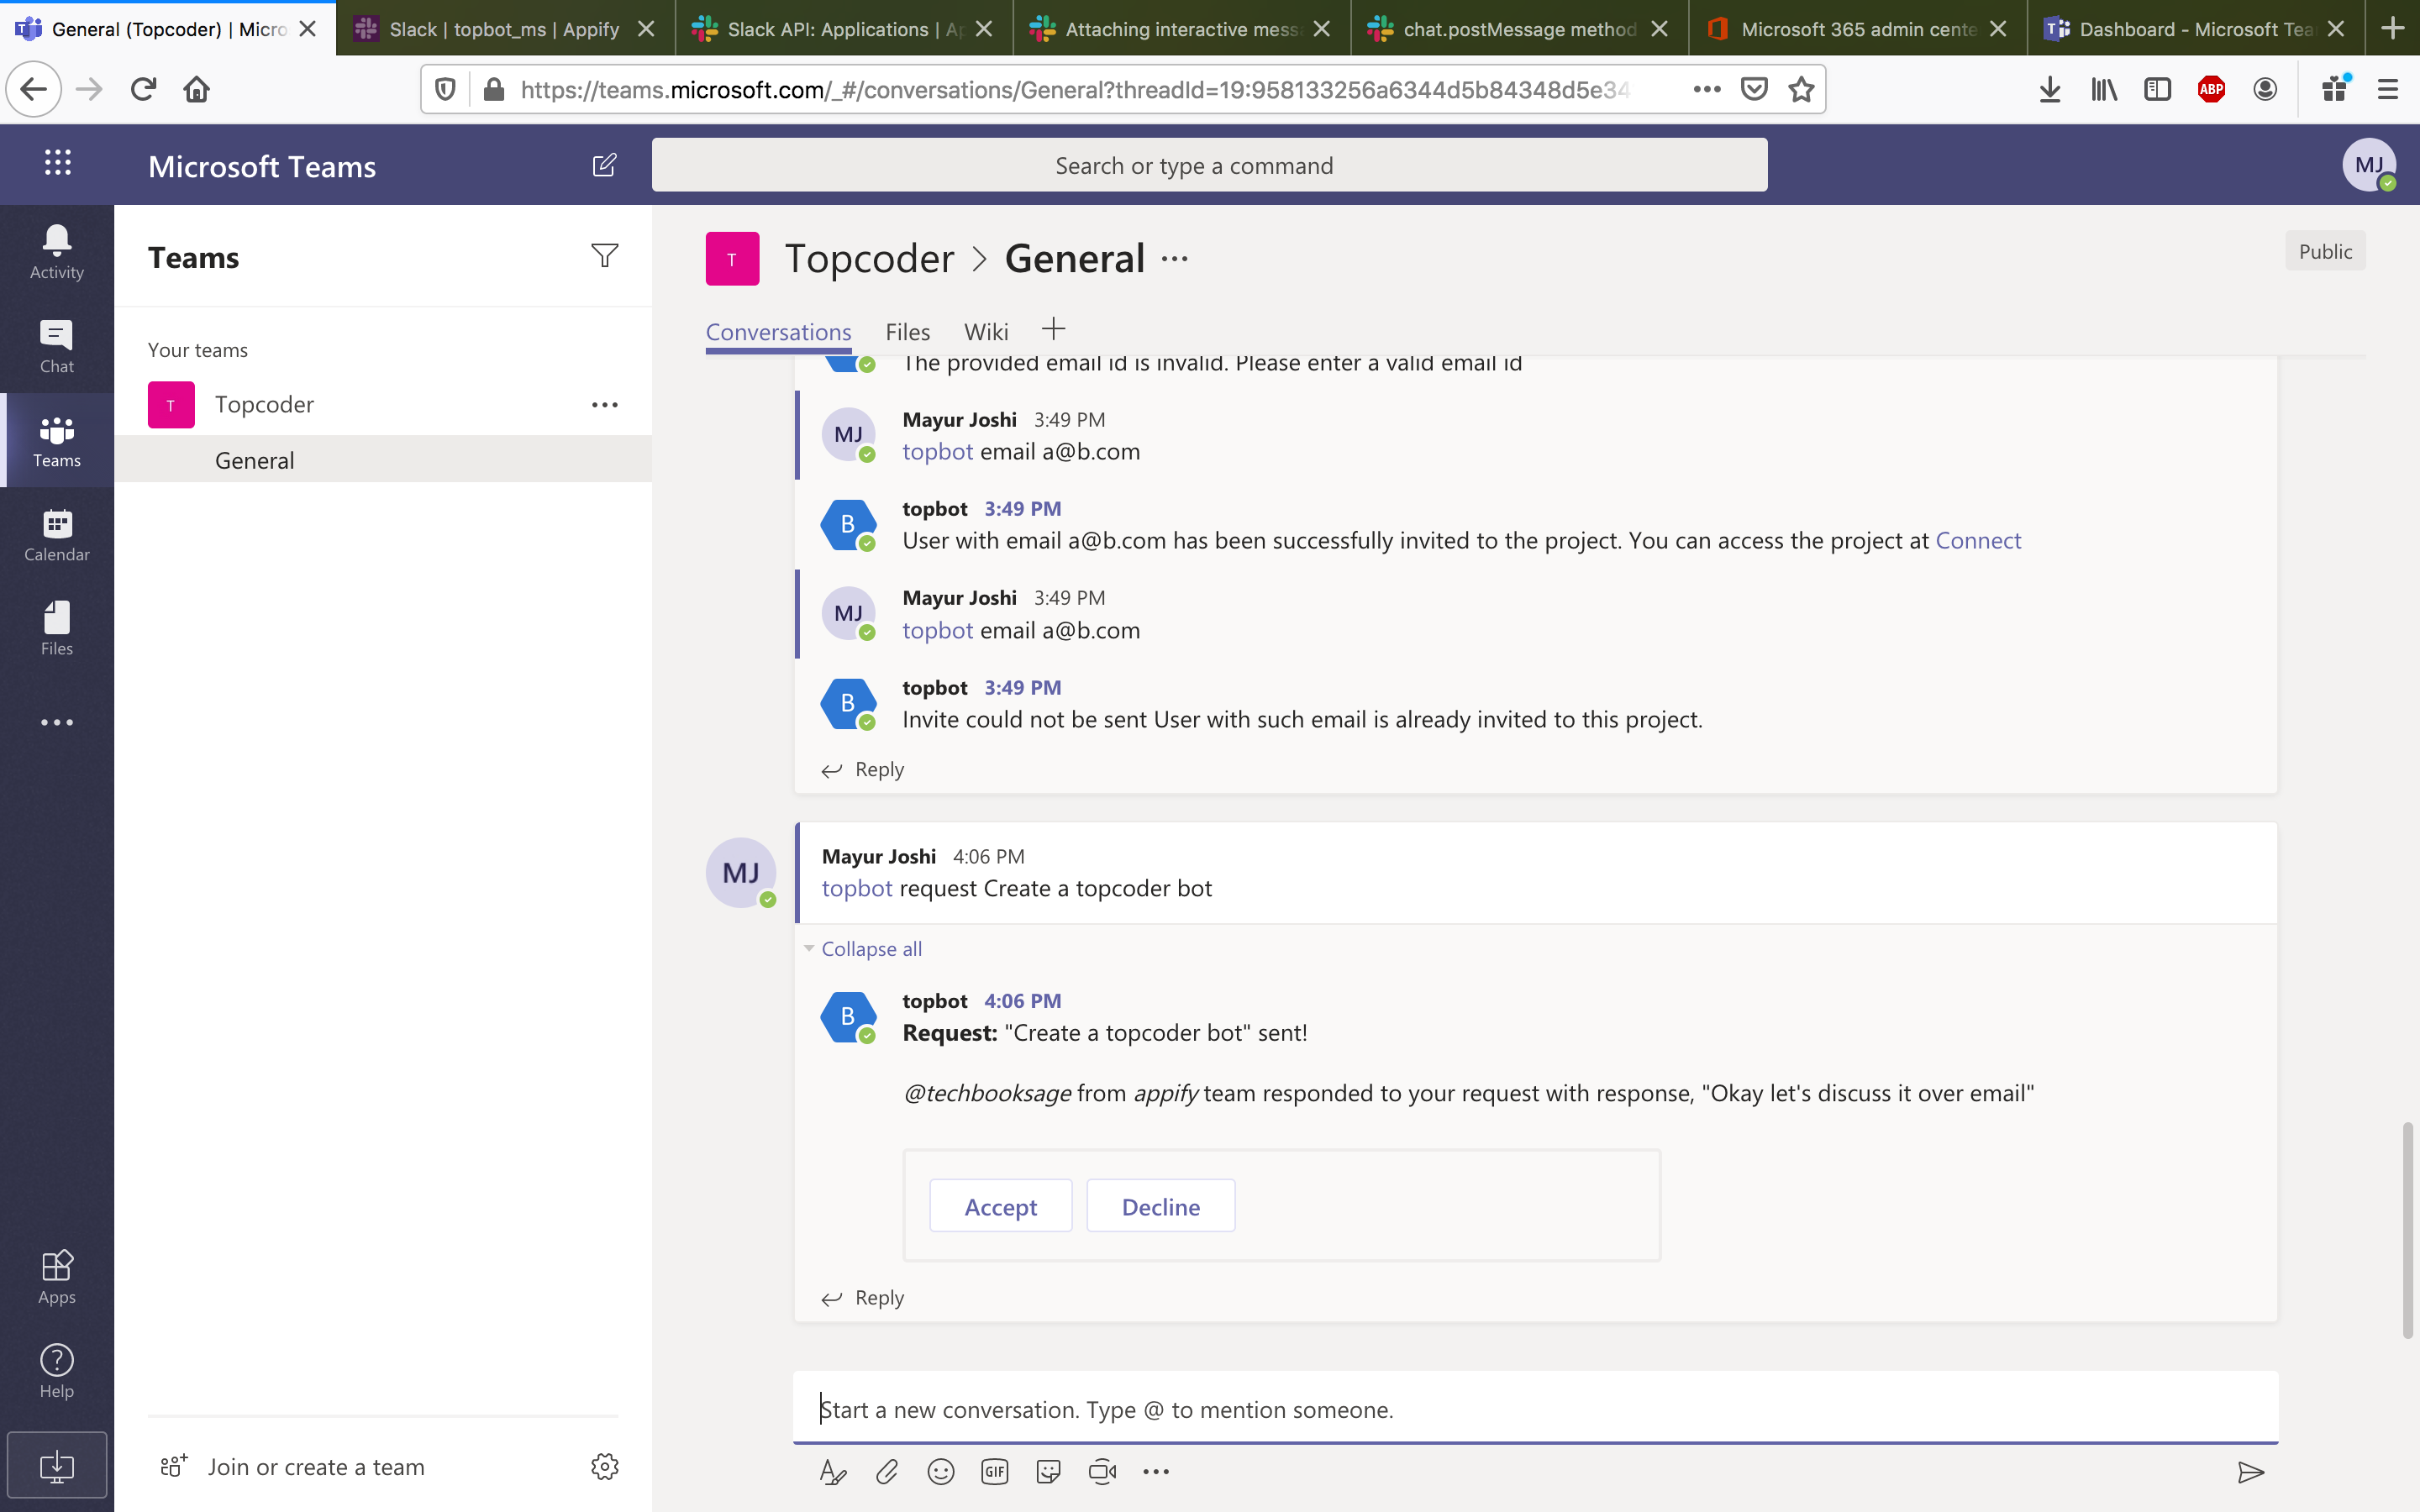 General (Topcoder) | Micro
Slack | topbot_ms | Appify
Slack API: Applications | Ap
Attaching interactive mess
chat.postMessage method
Microsoft 365 admin cente
Dashboard - Microsoft Tea
https://teams.microsoft.com/_#/conversations/General?threadId=19:958133256a6344d5b84348d5e34
ABP
Microsoft Teams
Search or type a command
MJ
Activity
Chat
Teams
Calendar
Files
Apps
Help
Teams
Your teams
T
Topcoder
General
Join or create a team
T
Topcoder > General
Public
Conversations
Files
Wiki
The provided email id is invalid. Please enter a valid email id
MJ
Mayur Joshi 3:49 PM
topbot email a@b.com
B
topbot 3:49 PM
User with email a@b.com has been successfully invited to the project. You can access the project at Connect
MJ
Mayur Joshi 3:49 PM
topbot email a@b.com
B
topbot 3:49 PM
Invite could not be sent User with such email is already invited to this project.
Reply
MJ
Mayur Joshi 4:06 PM
topbot request Create a topcoder bot
Collapse all
B
topbot 4:06 PM
Request: "Create a topcoder bot" sent!
@techbooksage from appify team responded to your request with response, "Okay let's discuss it over email"
Accept
Decline
Reply
Start a new conversation. Type @ to mention someone.
GIF